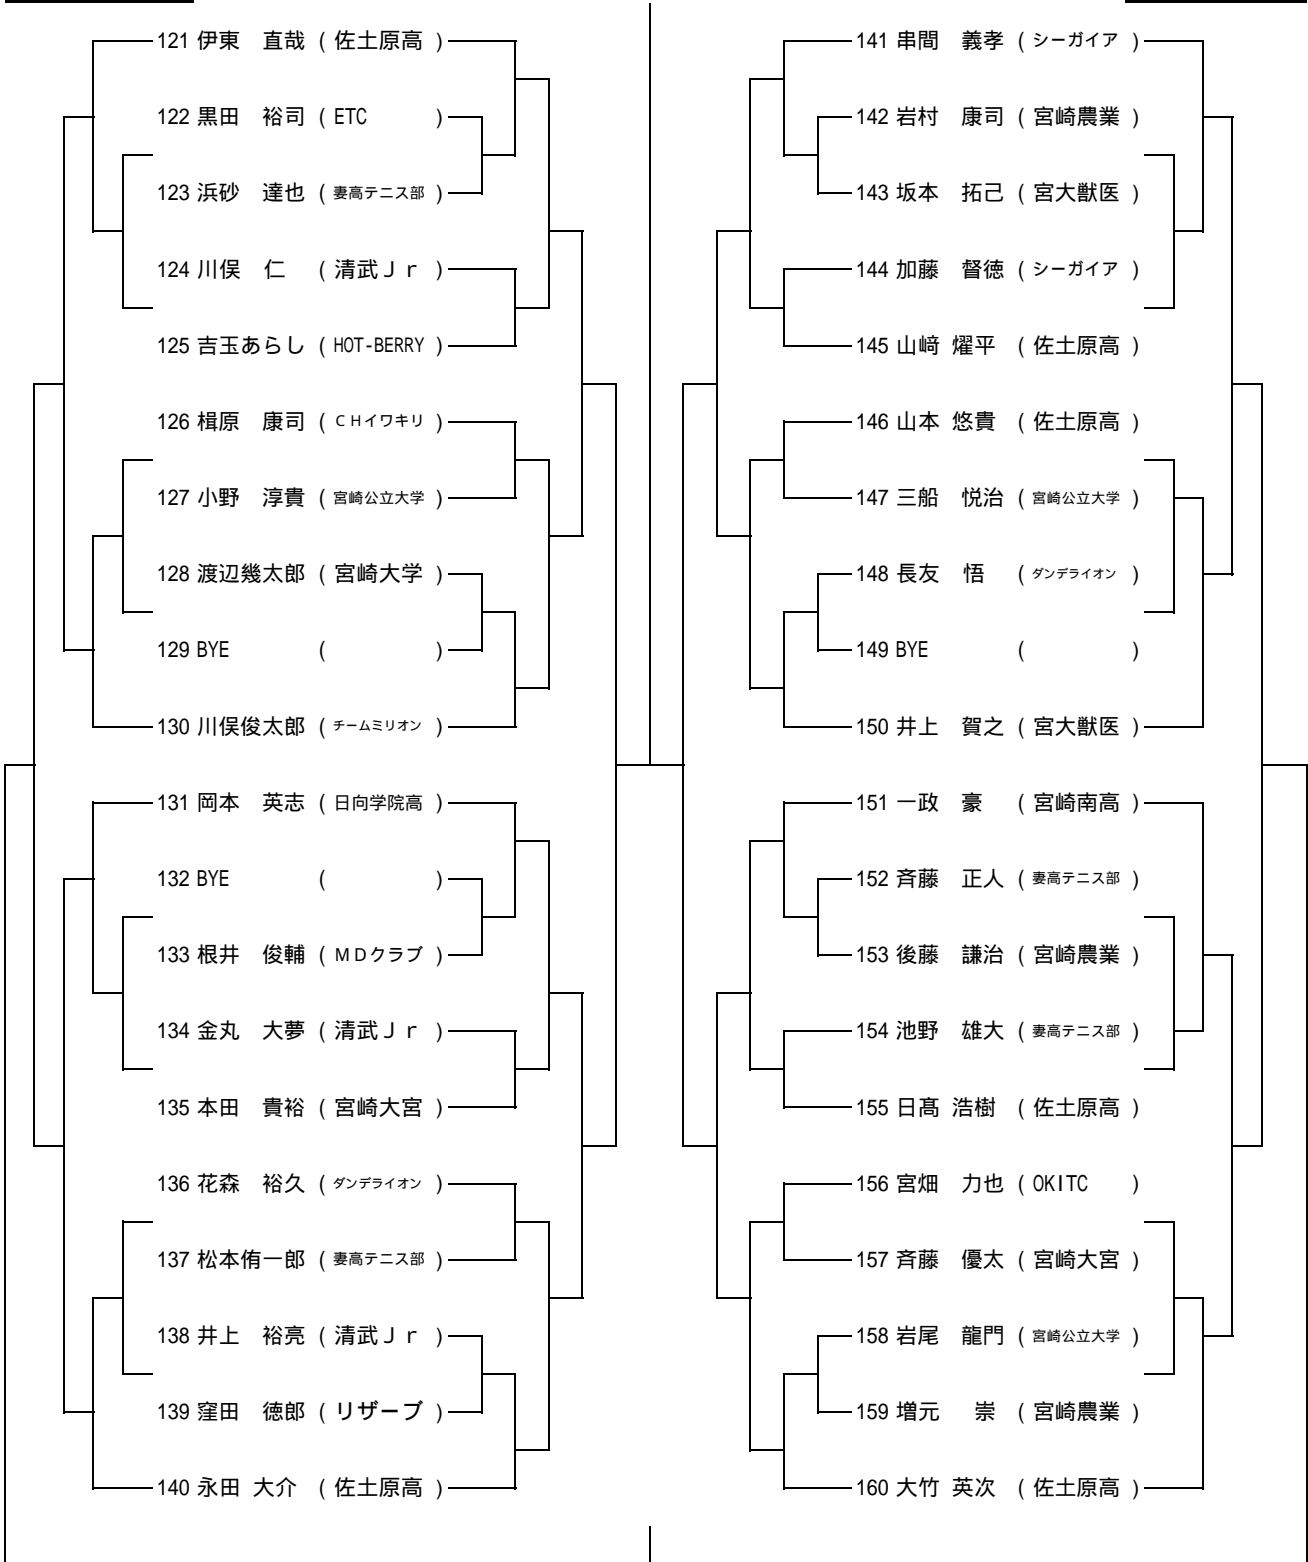 121 伊東　直哉 ( 佐土原高 )
122 黒田　裕司 ( ETC )
123 浜砂　達也 ( 妻高テニス部 )
124 川俣　仁 ( 清武Ｊｒ )
125 吉玉あらし ( HOT-BERRY )
126 楫原　康司 ( ＣＨイワキリ )
127 小野　淳貴 ( 宮崎公立大学 )
128 渡辺幾太郎 ( 宮崎大学 )
129 BYE ( )
130 川俣俊太郎 ( チームミリオン )
131 岡本　英志 ( 日向学院高 )
132 BYE ( )
133 根井　俊輔 ( ＭＤクラブ )
134 金丸　大夢 ( 清武Ｊｒ )
135 本田　貴裕 ( 宮崎大宮 )
136 花森　裕久 ( ダンデライオン )
137 松本侑一郎 ( 妻高テニス部 )
138 井上　裕亮 ( 清武Ｊｒ )
139 窪田　徳郎 ( リザーブ )
140 永田 大介 ( 佐土原高 )
141 串間　義孝 ( シーガイア )
142 岩村　康司 ( 宮崎農業 )
143 坂本　拓己 ( 宮大獣医 )
144 加藤　督徳 ( シーガイア )
145 山﨑 燿平 ( 佐土原高 )
146 山本 悠貴 ( 佐土原高 )
147 三船　悦治 ( 宮崎公立大学 )
148 長友　悟 ( ダンデライオン )
149 BYE ( )
150 井上　賀之 ( 宮大獣医 )
151 一政　豪 ( 宮崎南高 )
152 斉藤　正人 ( 妻高テニス部 )
153 後藤　謙治 ( 宮崎農業 )
154 池野　雄大 ( 妻高テニス部 )
155 日髙 浩樹 ( 佐土原高 )
156 宮畑　力也 ( OKITC )
157 斉藤　優太 ( 宮崎大宮 )
158 岩尾　龍門 ( 宮崎公立大学 )
159 増元　崇 ( 宮崎農業 )
160 大竹 英次 ( 佐土原高 )